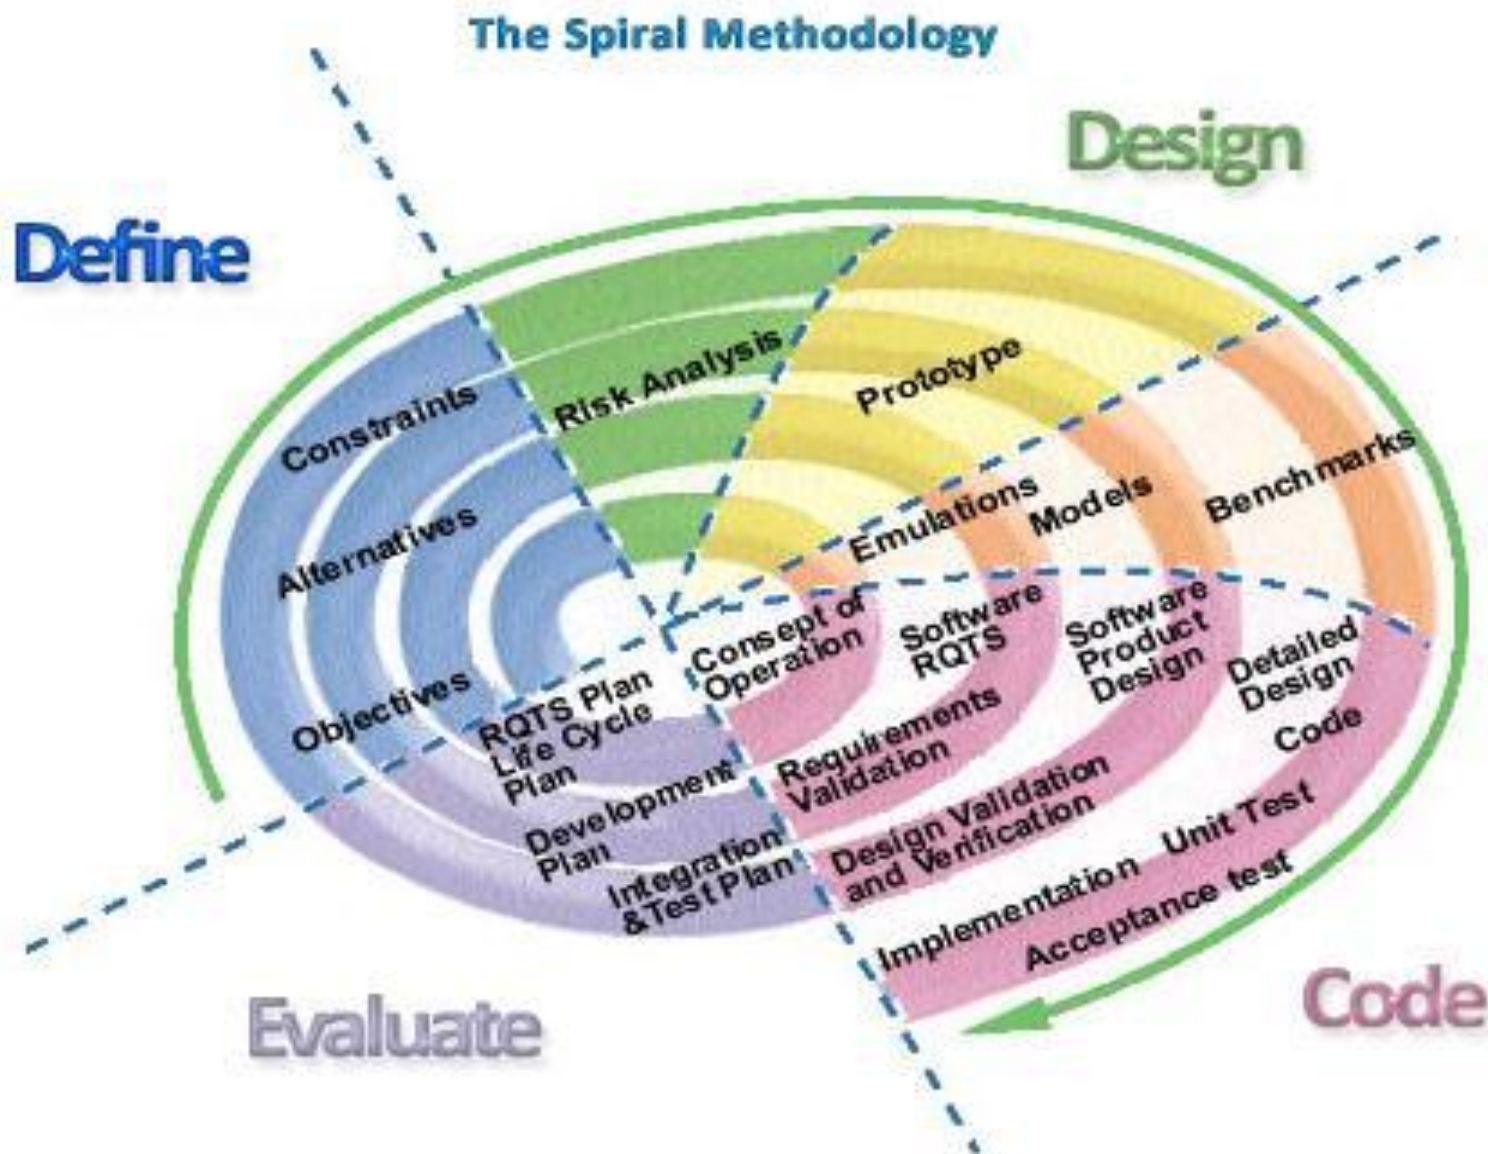 The Spiral Methodology
Design
Define
Constraints
Risk Analysis
Prototype
Alternatives
Emulations
Models
Benchmarks
Objectives
Consept of
Operation
Software
RQTS
Software
Product
Design
Detailed
Design
RQTS Plan
Life Cycle
Plan
Requirements
Validation
Code
Development
Plan
Design Validation
and Verification
Unit Test
Integration
&Test Plan
Implementation
Acceptance test
Evaluate
Code